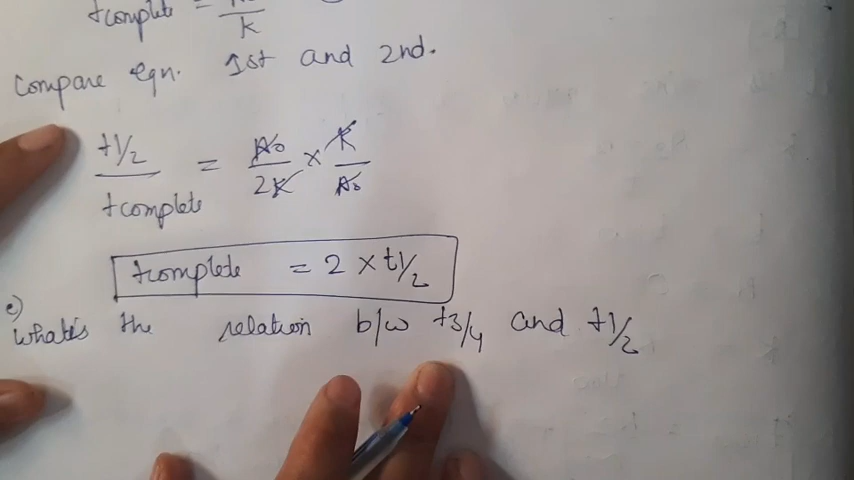 tcomplete = /K
Compare eqn. 1st and 2nd.
t1/2 / tcomplete = A0/2K × K/A0
tcomplete = 2 × t1/2
e)
what's the relation b/w t3/4 and t1/2